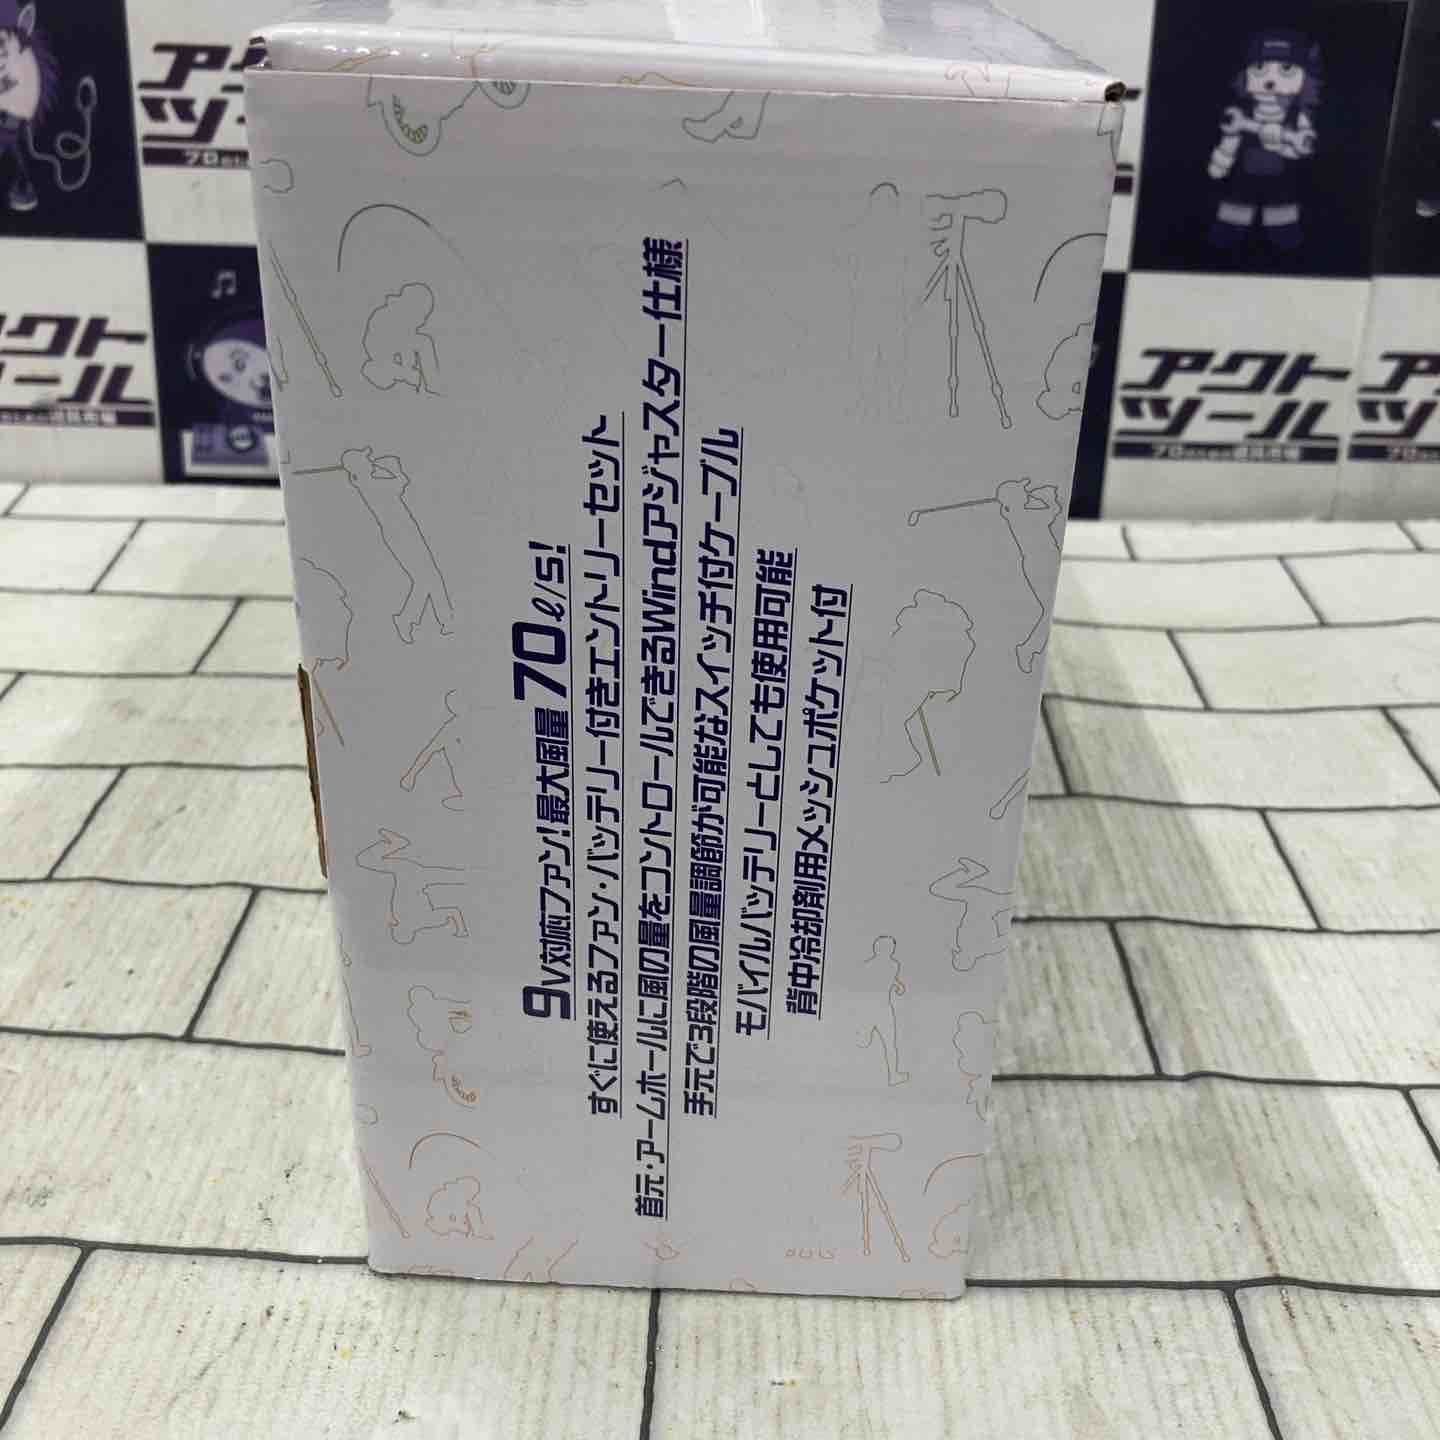 9V対応ファン!最大風量70ℓ/s!
すぐに使えるファン・バッテリー付きエントリーセット
首元・アームホールに風の量をコントロールできるWindアジャスター仕様
手元で3段階の風量調節が可能なスイッチ付ケーブル
モバイルバッテリーとしても使用可能
背中冷却剤用メッシュポケット付
アクト
ツール
アクト
ツール
アクト
ツール